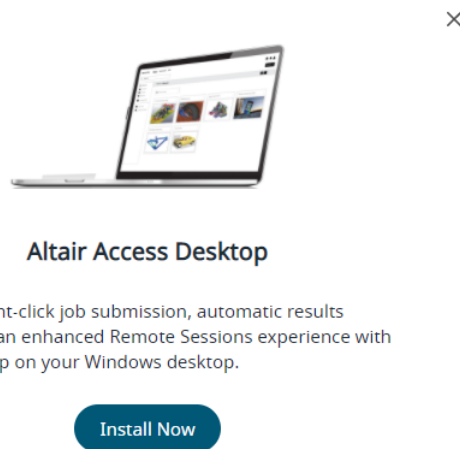 Altair Access Desktop
nt-click job submission, automatic results
an enhanced Remote Sessions experience with
p on your Windows desktop.
Install Now